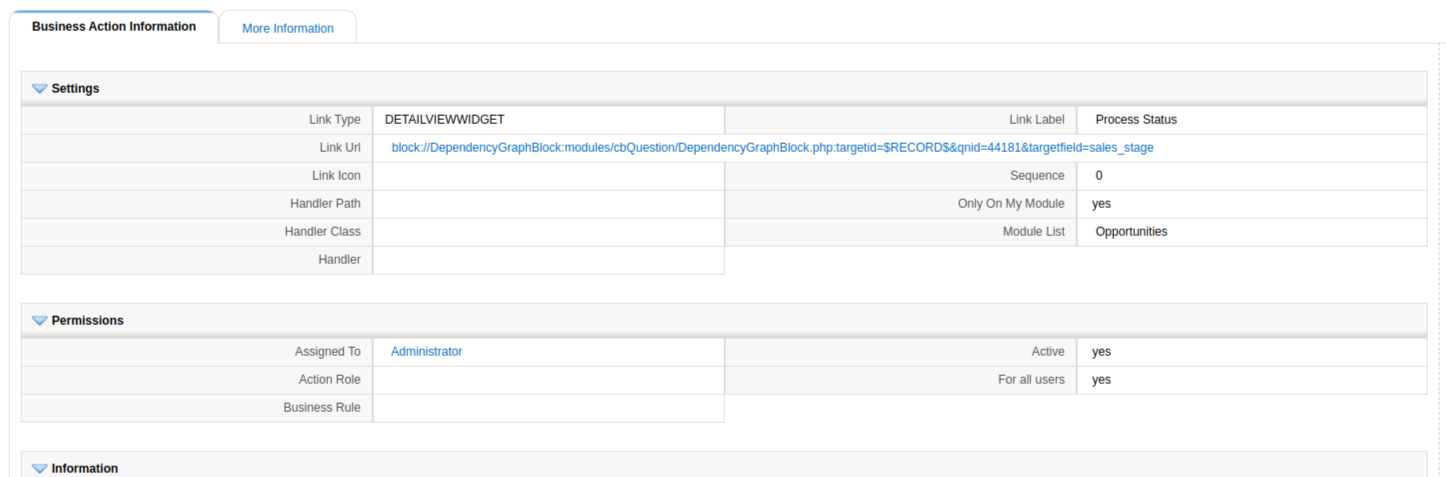 Business Action Information More Information
Settings
Link Type DETAILVIEWWIDGET Link Label Process Status
Link Url block://DependencyGraphBlock:modules/cbQuestion/DependencyGraphBlock.php:targetid=$RECORD$&qnid=44181&targetfield=sales_stage
Link Icon Sequence 0
Handler Path Only On My Module yes
Handler Class Module List Opportunities
Handler
Permissions
Assigned To Administrator Active yes
Action Role For all users yes
Business Rule
Information